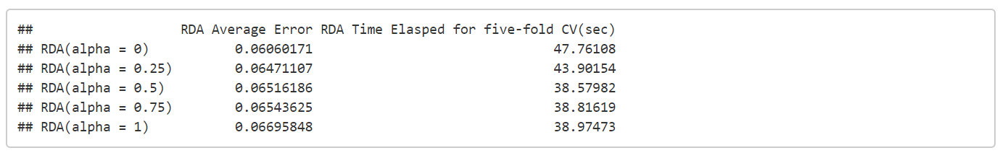 ##                     RDA Average Error RDA Time Elasped for five-fold CV(sec)
## RDA(alpha = 0)             0.06060171                               47.76108
## RDA(alpha = 0.25)          0.06471107                               43.90154
## RDA(alpha = 0.5)           0.06516186                               38.57982
## RDA(alpha = 0.75)          0.06543625                               38.81619
## RDA(alpha = 1)             0.06695848                               38.97473